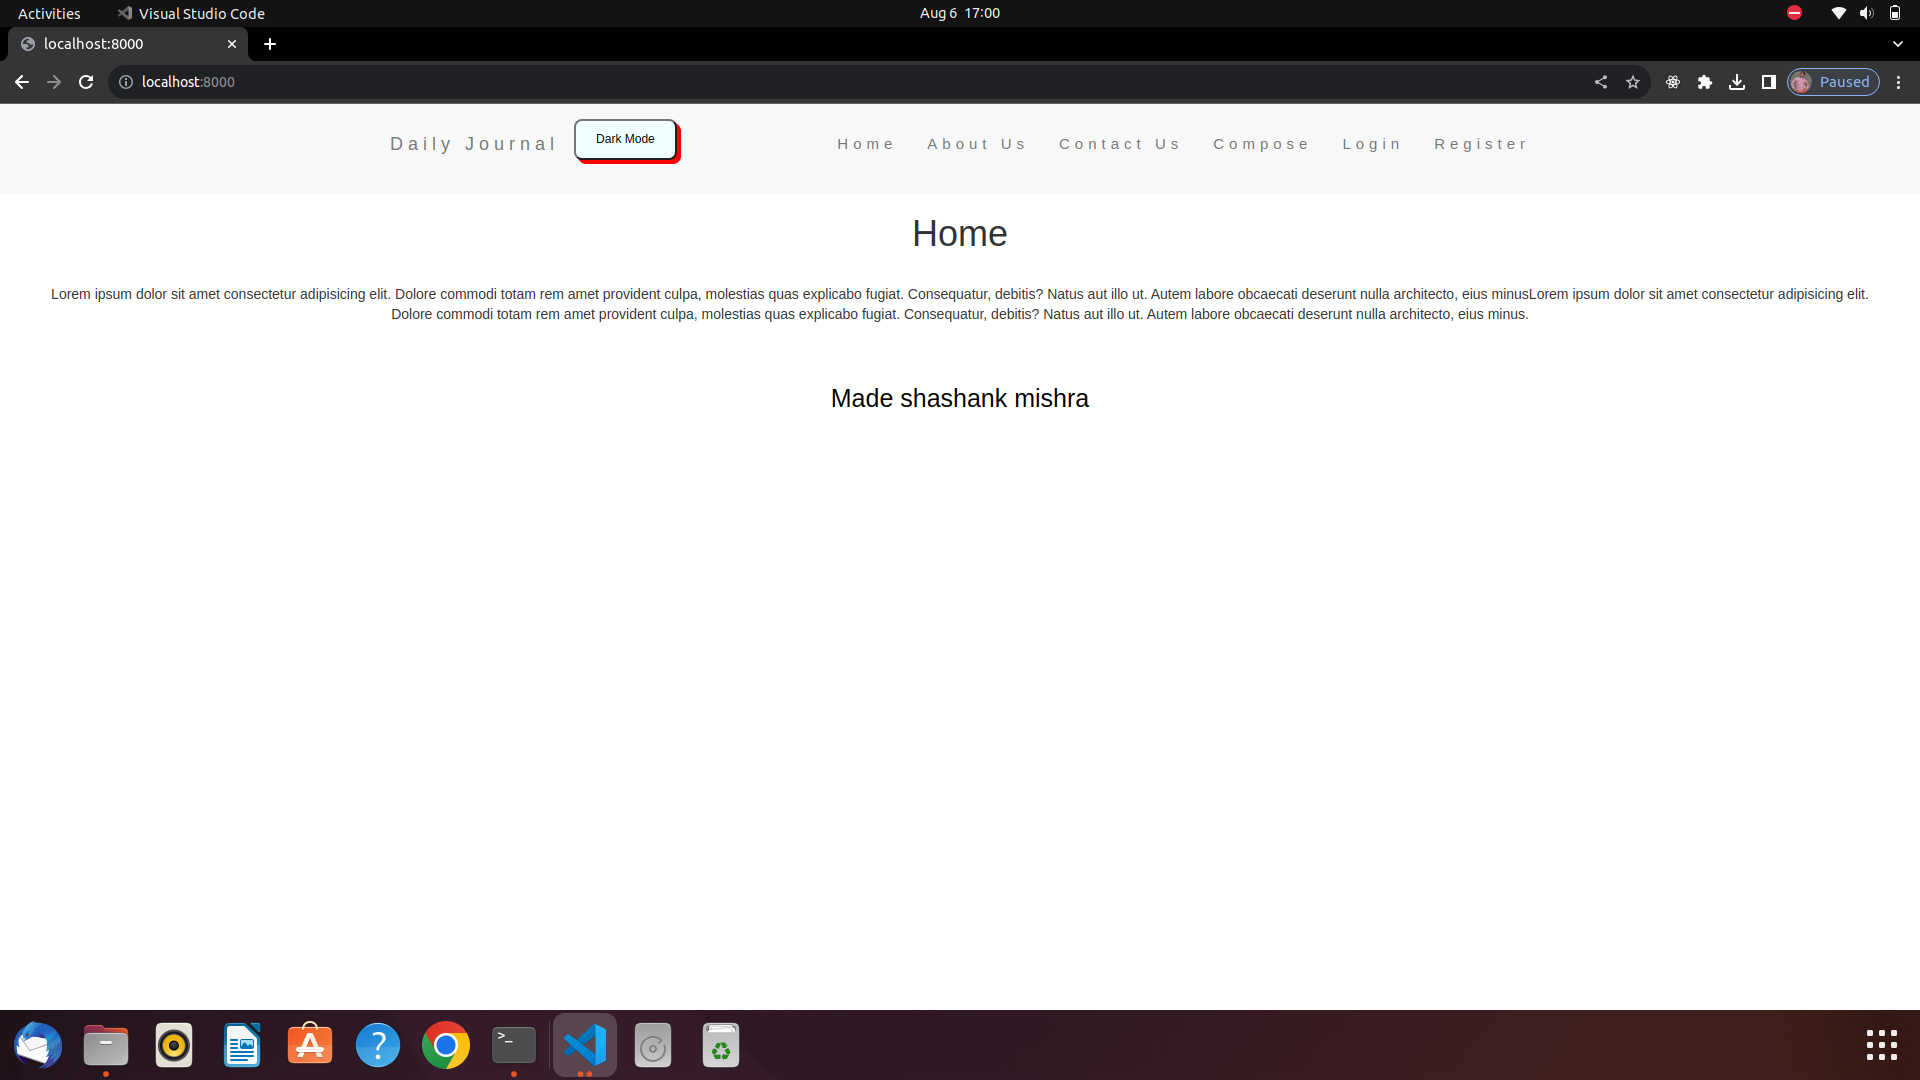 Activities
Visual Studio Code
Aug 6 17:00
localhost:8000
localhost:8000
Paused
Daily Journal
Dark Mode
Home
About Us
Contact Us
Compose
Login
Register
Home
Lorem ipsum dolor sit amet consectetur adipisicing elit. Dolore commodi totam rem amet provident culpa, molestias quas explicabo fugiat. Consequatur, debitis? Natus aut illo ut. Autem labore obcaecati deserunt nulla architecto, eius minusLorem ipsum dolor sit amet consectetur adipisicing elit.
Dolore commodi totam rem amet provident culpa, molestias quas explicabo fugiat. Consequatur, debitis? Natus aut illo ut. Autem labore obcaecati deserunt nulla architecto, eius minus.
Made shashank mishra